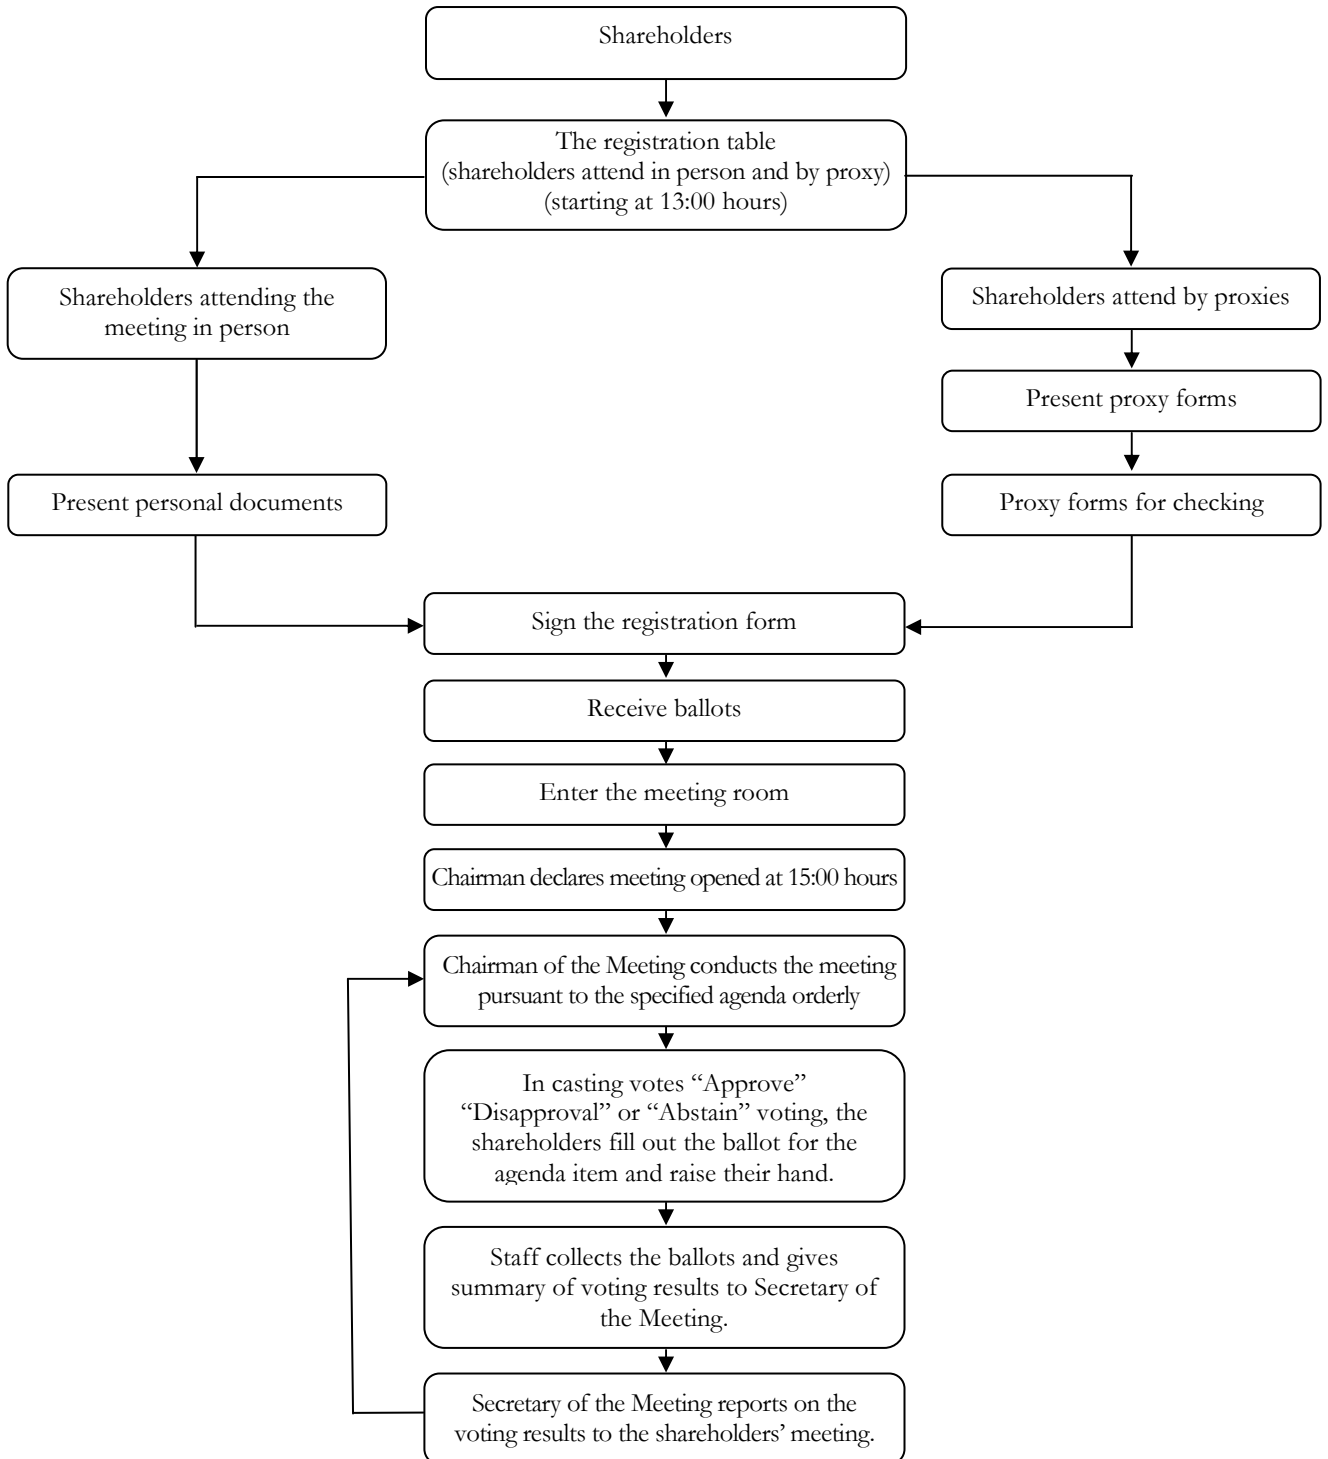 Shareholders
The registration table
(shareholders attend in person and by proxy)
(starting at 13:00 hours)
Shareholders attending the
meeting in person
Shareholders attend by proxies
Present proxy forms
Present personal documents
Proxy forms for checking
Sign the registration form
Receive ballots
Enter the meeting room
Chairman declares meeting opened at 15:00 hours
Chairman of the Meeting conducts the meeting
pursuant to the specified agenda orderly
In casting votes “Approve”
“Disapproval” or “Abstain” voting, the
shareholders fill out the ballot for the
agenda item and raise their hand.
Staff collects the ballots and gives
summary of voting results to Secretary of
the Meeting.
Secretary of the Meeting reports on the
voting results to the shareholders’ meeting.